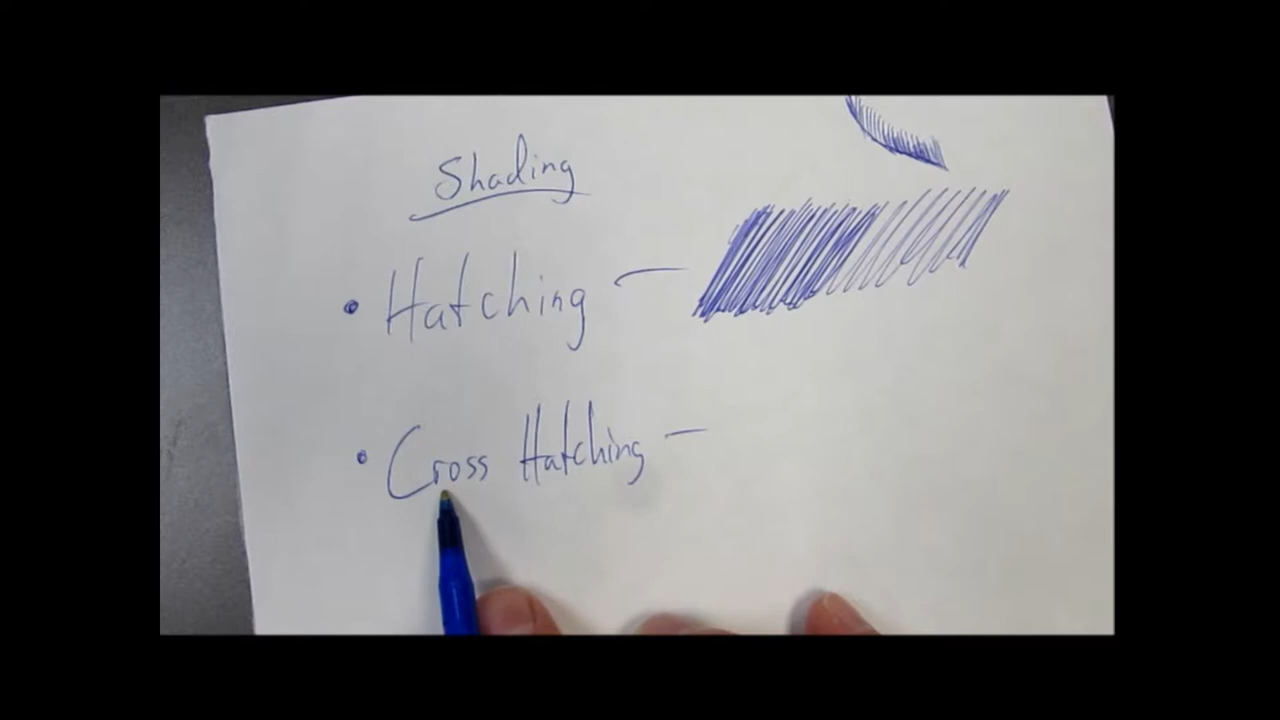 Shading
• Hatching —
• Cross Hatching —